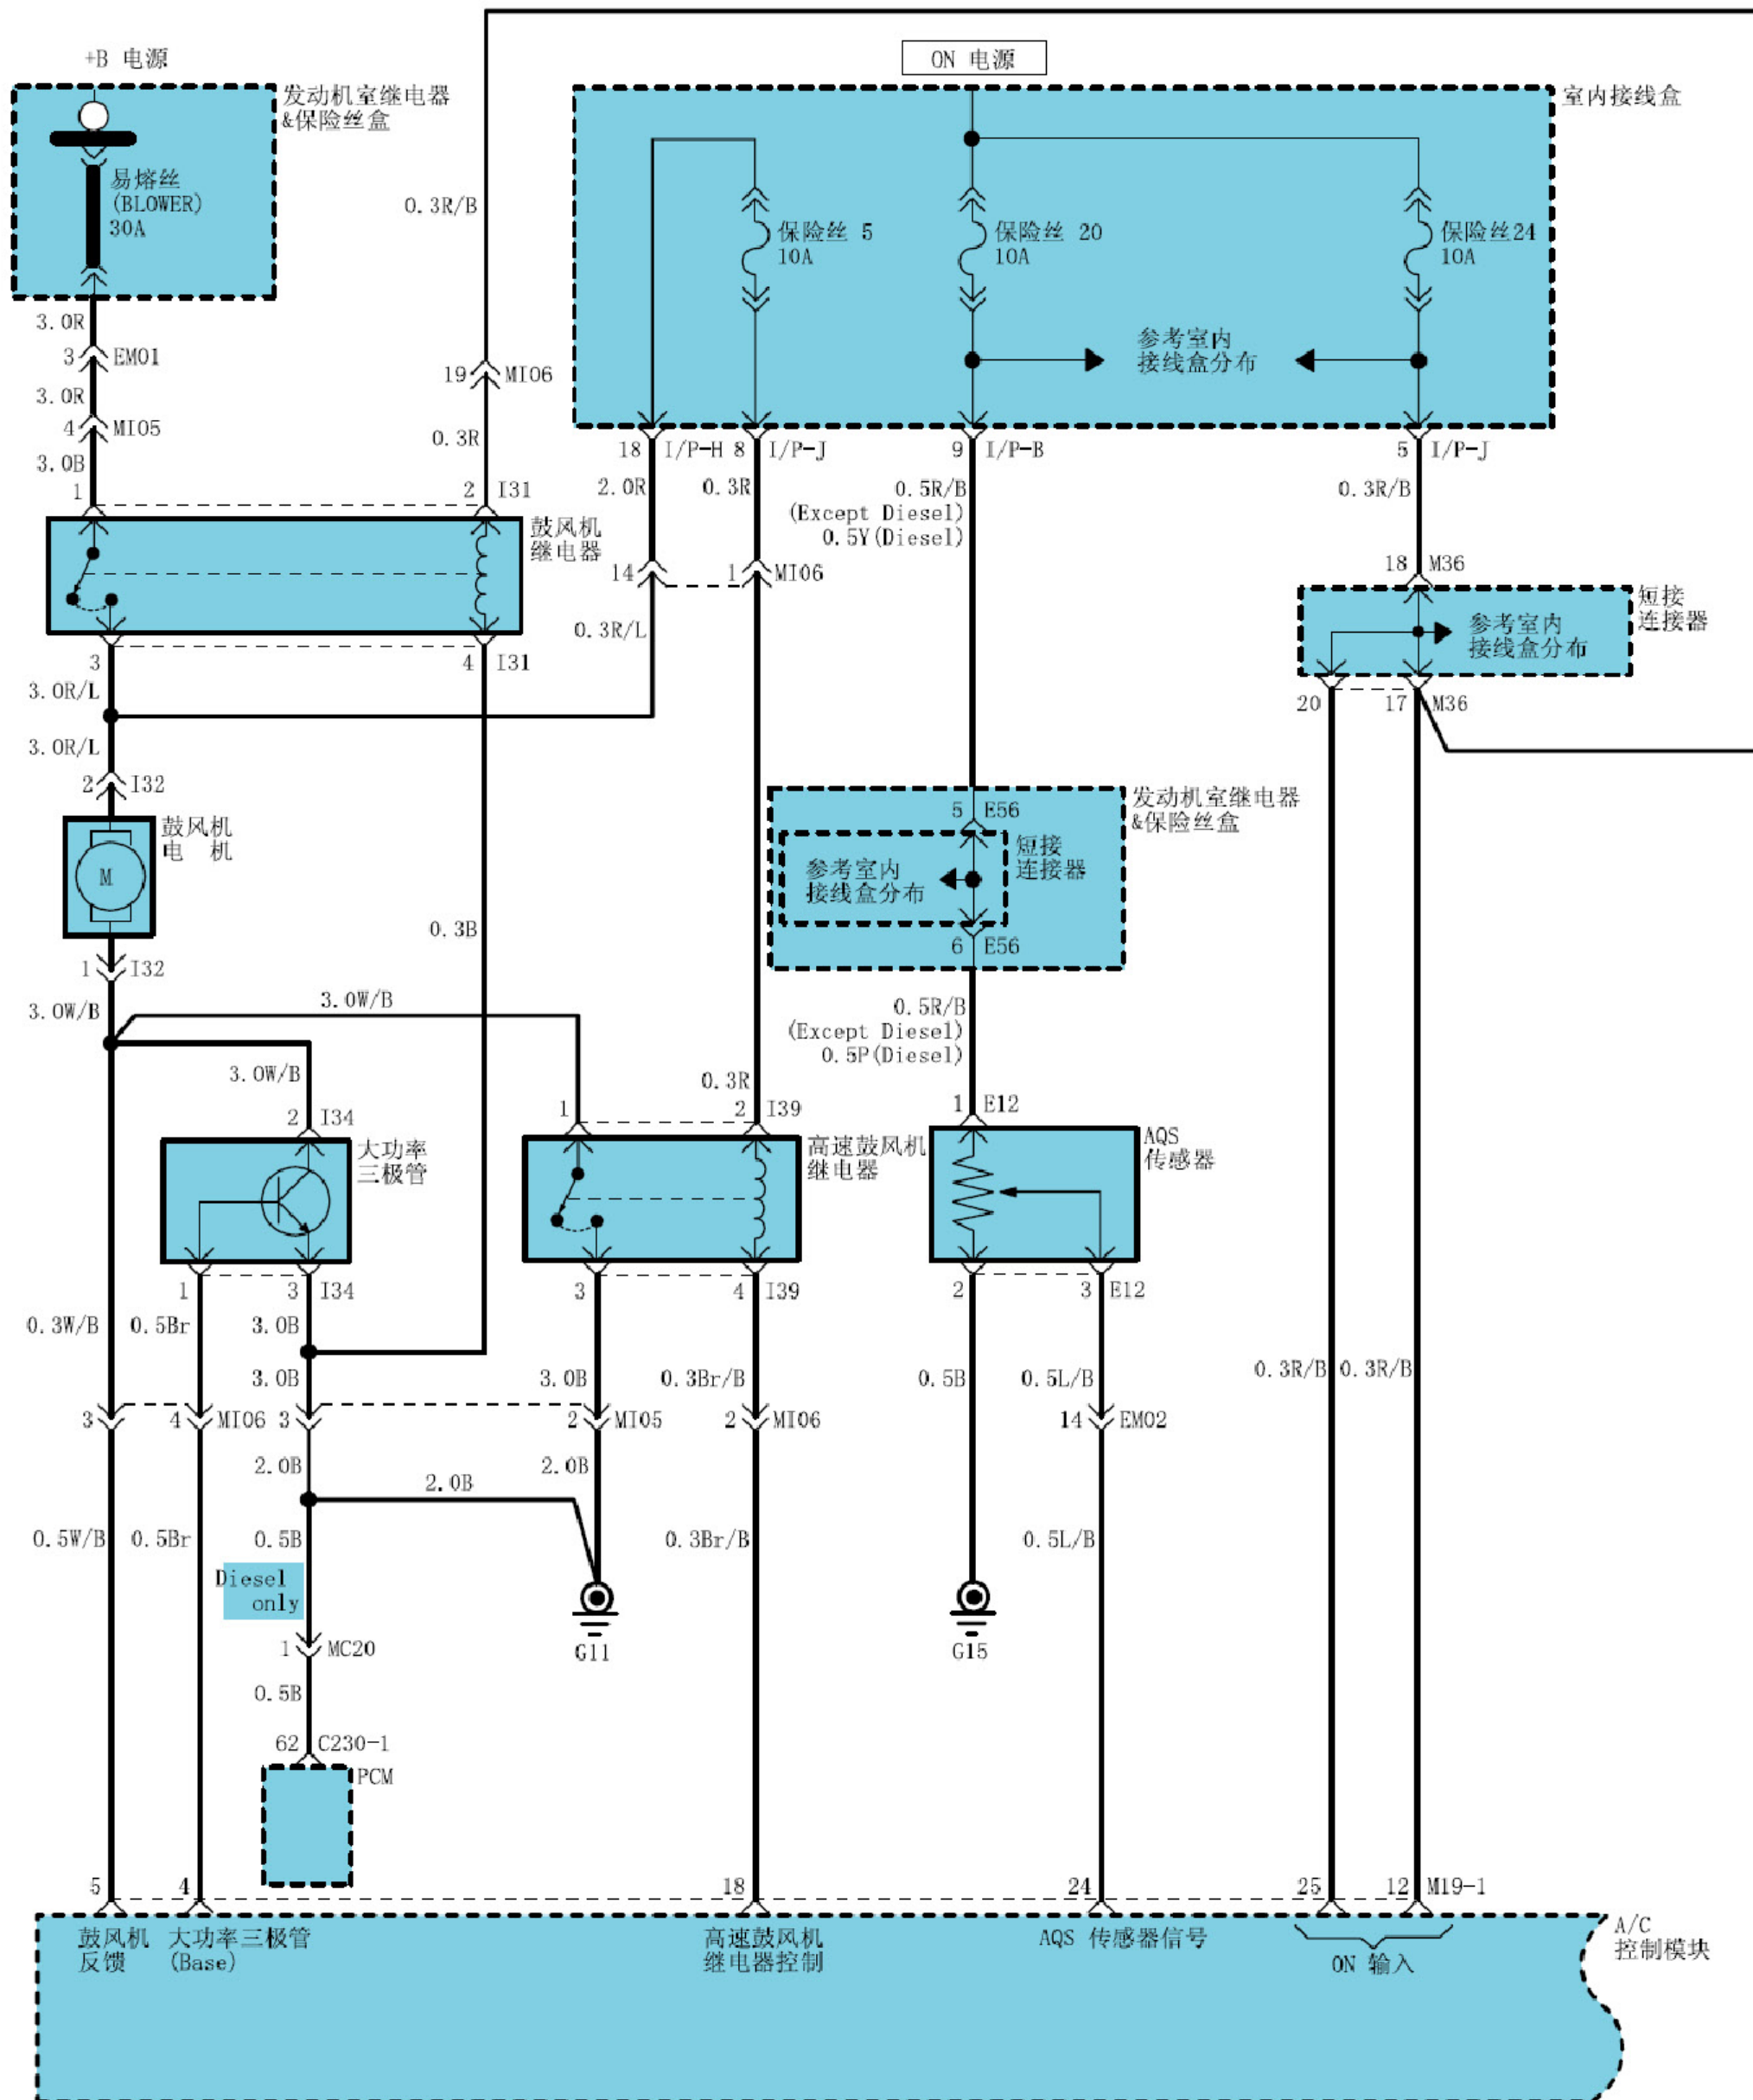 +B 电源
ON 电源
发动机室继电器
&保险丝盒
室内接线盒
易熔丝
(BLOWER)
30A
0.3R/B
保险丝 5
10A
保险丝 20
10A
保险丝24
10A
参考室内
接线盒分布
3.0R
3 EM01
3.0R
4 MI05
3.0B
1
19 MI06
0.3R
2 I31
18 I/P-H
8 I/P-J
9 I/P-B
5 I/P-J
2.0R
0.3R
0.5R/B
(Except Diesel)
0.5Y(Diesel)
0.3R/B
鼓风机
继电器
14
1 MI06
18 M36
短接
连接器
参考室内
接线盒分布
0.3R/L
3
4 I31
3.0R/L
20
17 M36
3.0R/L
2 I32
鼓风机
电 机
M
发动机室继电器
&保险丝盒
5 E56
短接
连接器
参考室内
接线盒分布
6 E56
0.3B
1 I32
3.0W/B
3.0W/B
0.5R/B
(Except Diesel)
0.5P(Diesel)
3.0W/B
0.3R
2 I34
1
2 I39
1 E12
大功率
三极管
高速鼓风机
继电器
AQS
传感器
1
3 I34
3
4 I39
2
3 E12
0.3W/B
0.5Br
3.0B
3.0B
3.0B
0.3Br/B
0.5B
0.5L/B
0.3R/B
0.3R/B
3
4 MI06
3
2 MI05
2 MI06
14 EM02
2.0B
2.0B
2.0B
0.5W/B
0.5Br
0.5B
0.3Br/B
0.5L/B
Diesel
only
1 MC20
G11
G15
0.5B
62 C230-1
PCM
5
4
18
24
25
12 M19-1
鼓风机
反馈
大功率三极管
(Base)
高速鼓风机
继电器控制
AQS 传感器信号
ON 输入
A/C
控制模块